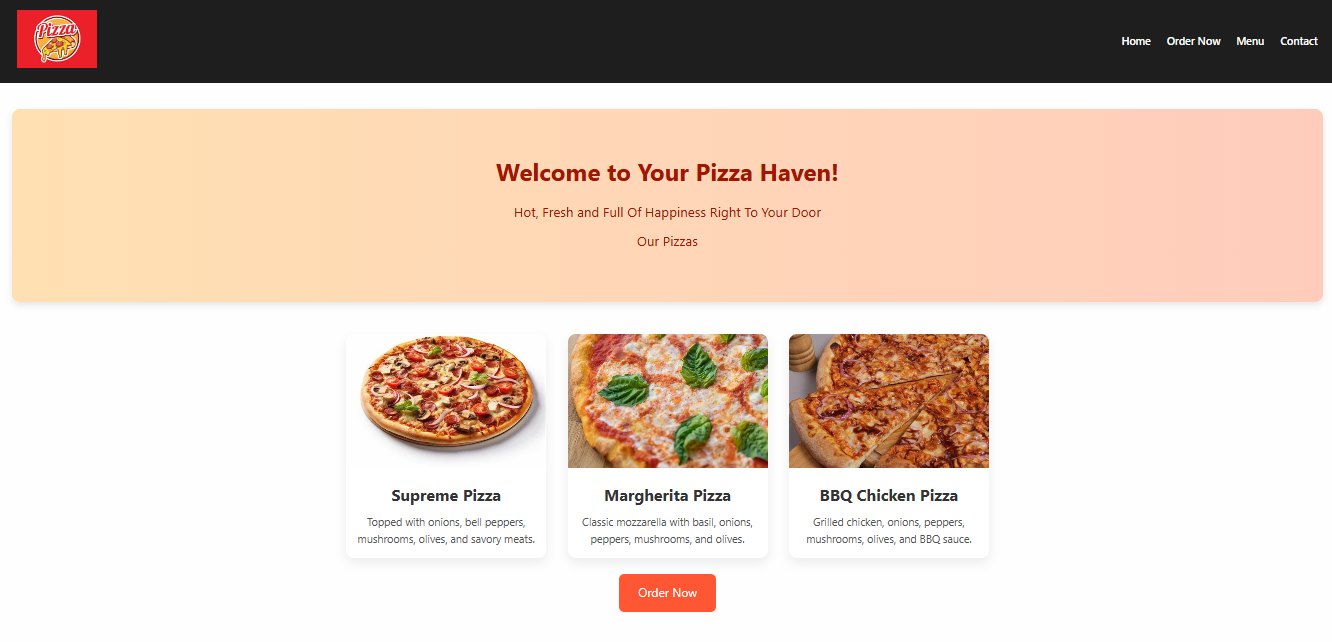 Pizza
Home Order Now Menu Contact
Welcome to Your Pizza Haven!
Hot, Fresh and Full Of Happiness Right To Your Door
Our Pizzas
Supreme Pizza
Topped with onions, bell peppers,
mushrooms, olives, and savory meats.
Margherita Pizza
Classic mozzarella with basil, onions,
peppers, mushrooms, and olives.
BBQ Chicken Pizza
Grilled chicken, onions, peppers,
mushrooms, olives, and BBQ sauce.
Order Now